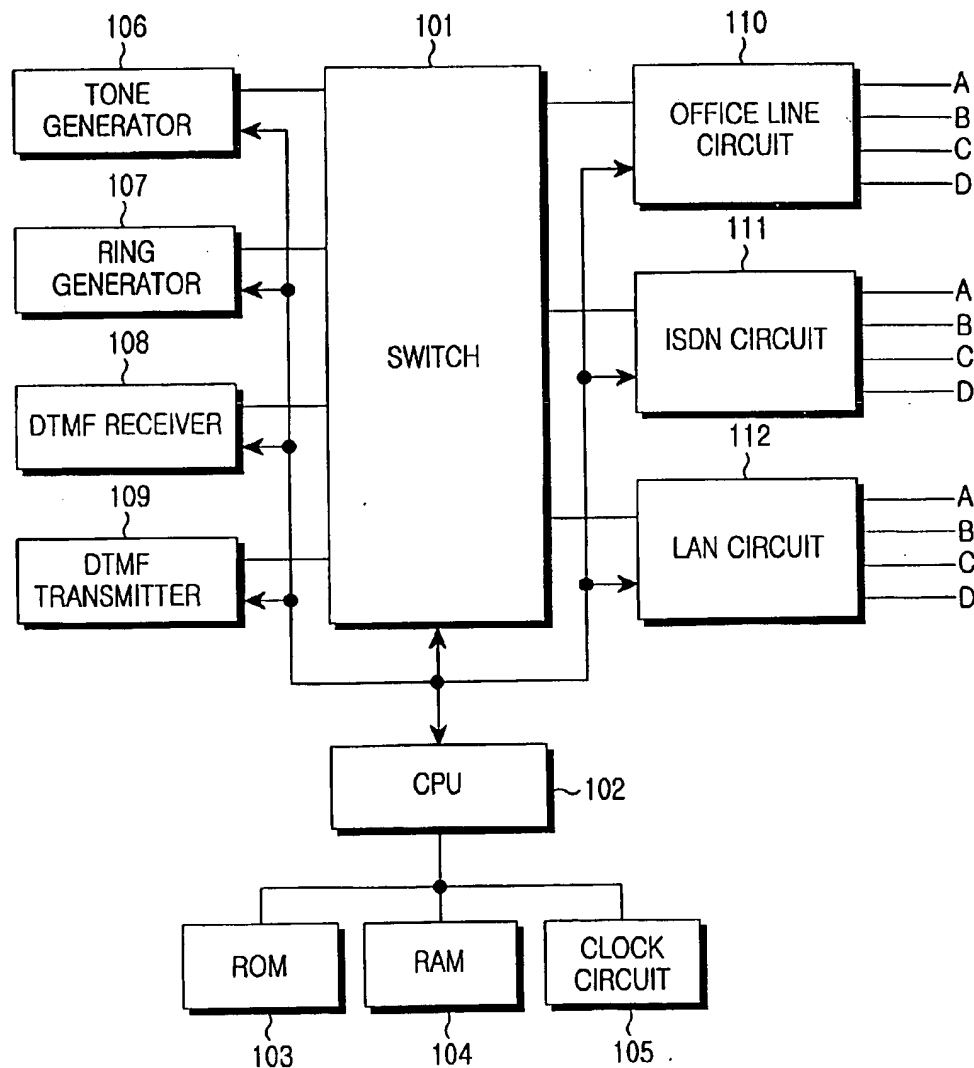 106
101
110
TONE
GENERATOR
OFFICE LINE
CIRCUIT
A
B
C
D
107
RING
GENERATOR
111
ISDN CIRCUIT
A
B
C
D
108
DTMF RECEIVER
SWITCH
112
LAN CIRCUIT
A
B
C
D
109
DTMF
TRANSMITTER
CPU
102
ROM
RAM
CLOCK
CIRCUIT
103
104
105